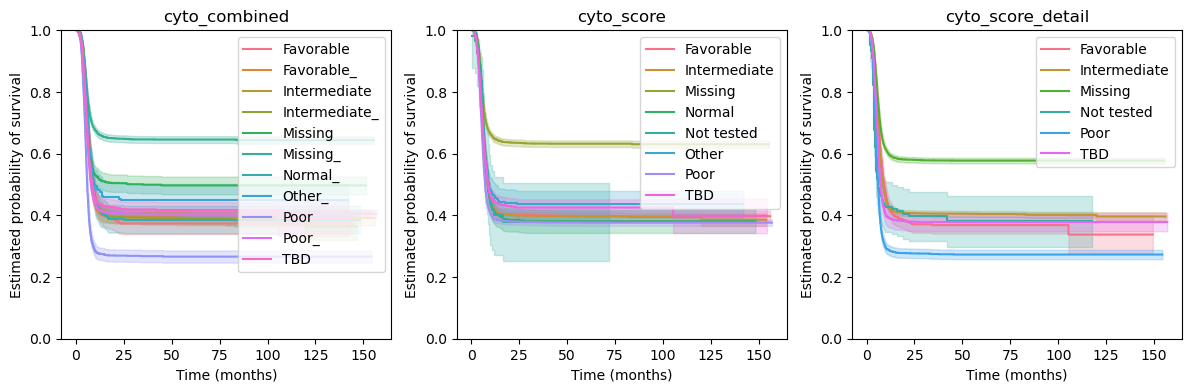 cyto_combined
Estimated probability of survival
1.0
0.8
0.6
0.4
0.2
0.0
0
25
50
75
100
125
150
Time (months)
Favorable
Favorable_
Intermediate
Intermediate_
Missing
Missing_
Normal_
Other_
Poor
Poor_
TBD
cyto_score
Estimated probability of survival
1.0
0.8
0.6
0.4
0.2
0.0
0
25
50
75
100
125
150
Time (months)
Favorable
Intermediate
Missing
Normal
Not tested
Other
Poor
TBD
cyto_score_detail
Estimated probability of survival
1.0
0.8
0.6
0.4
0.2
0.0
0
25
50
75
100
125
150
Time (months)
Favorable
Intermediate
Missing
Not tested
Poor
TBD